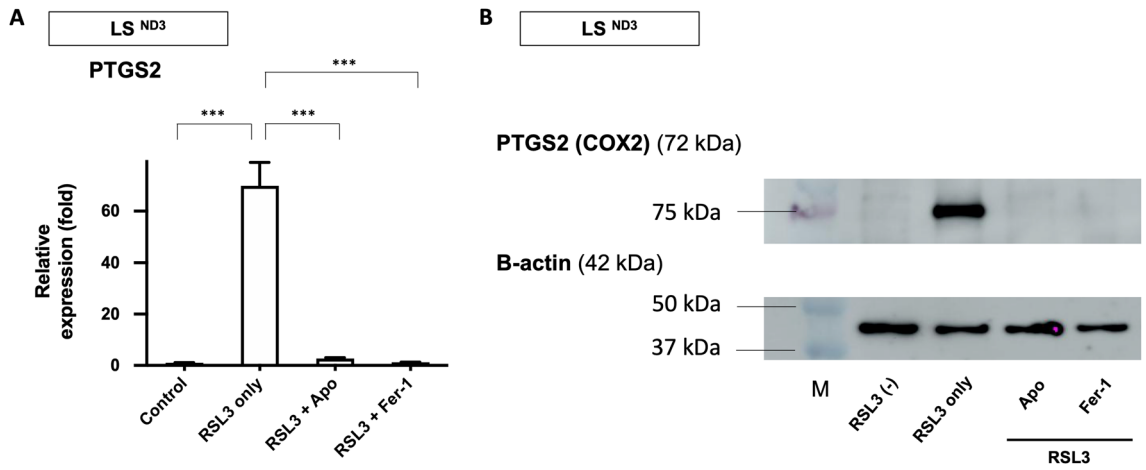 A
LS ND3
PTGS2
***
***
***
Relative
expression (fold)
60
40
20
0
Control
RSL3 only
RSL3 + Apo
RSL3 + Fer-1
B
LS ND3
PTGS2 (COX2) (72 kDa)
75 kDa
B-actin (42 kDa)
50 kDa
37 kDa
M
RSL3 (-)
RSL3 only
Apo
Fer-1
RSL3